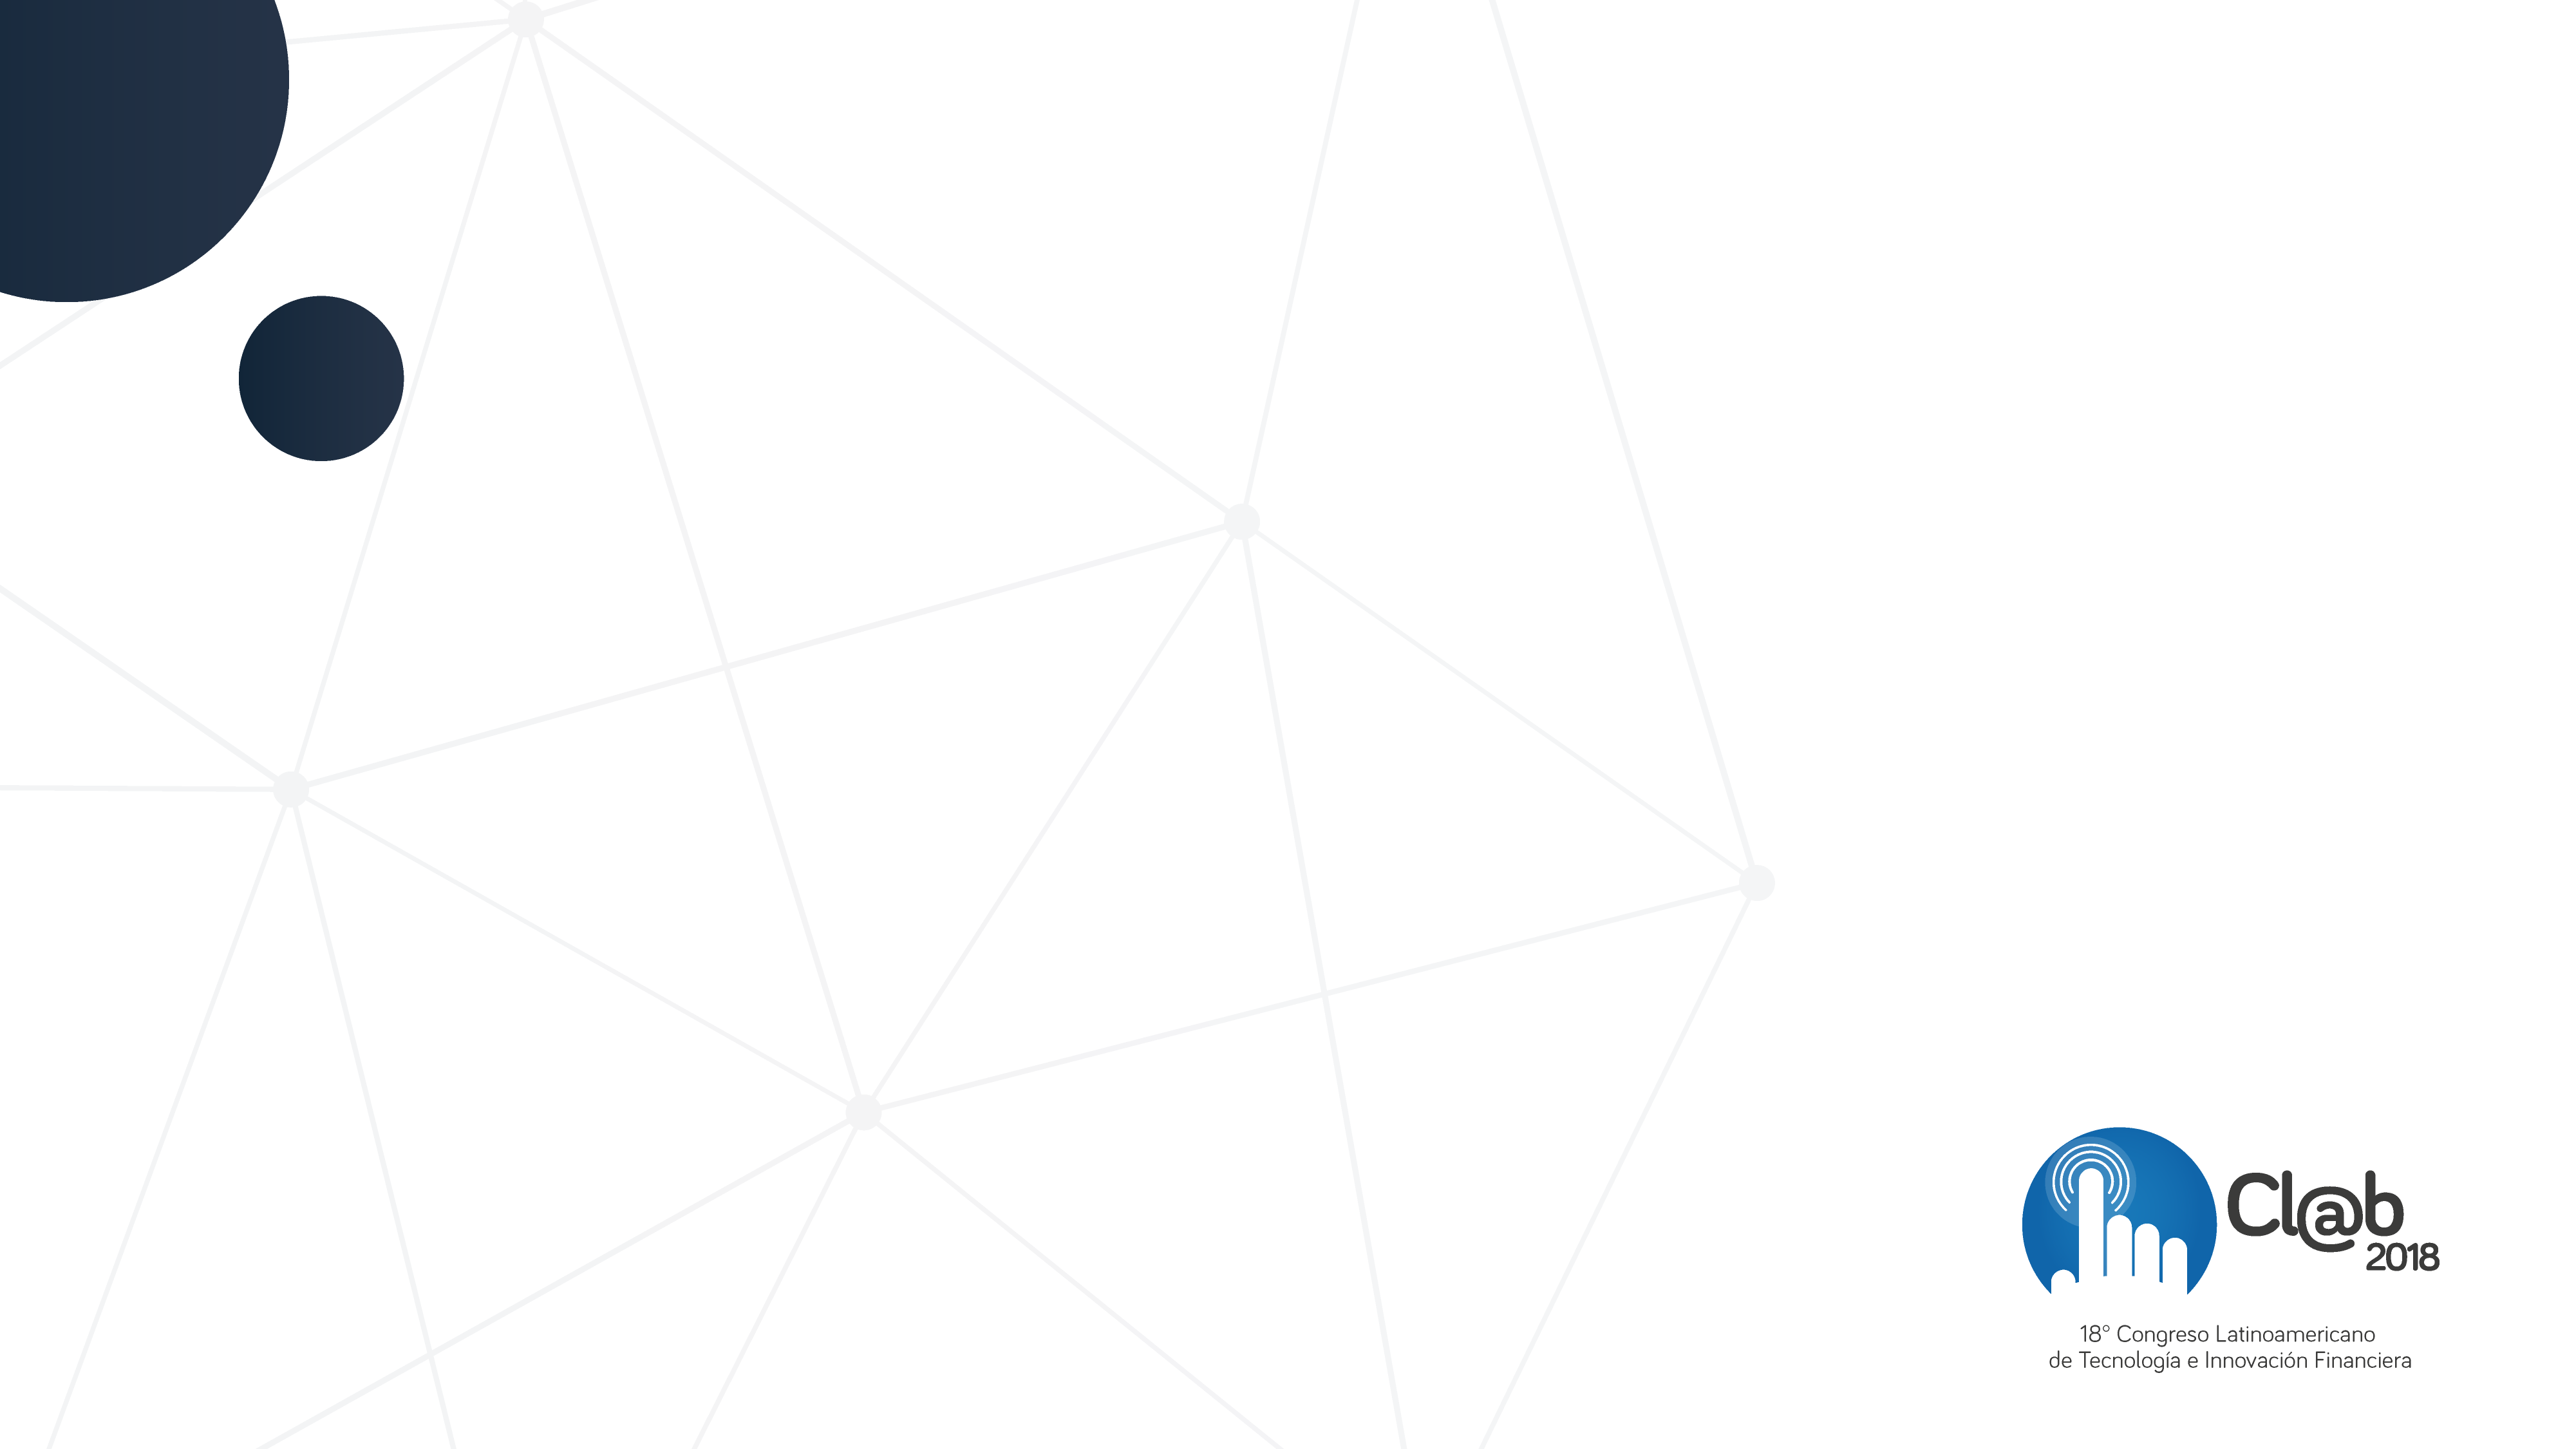 Cl@b
2018
18° Congreso Latinoamericano
de Tecnología e Innovación Financiera